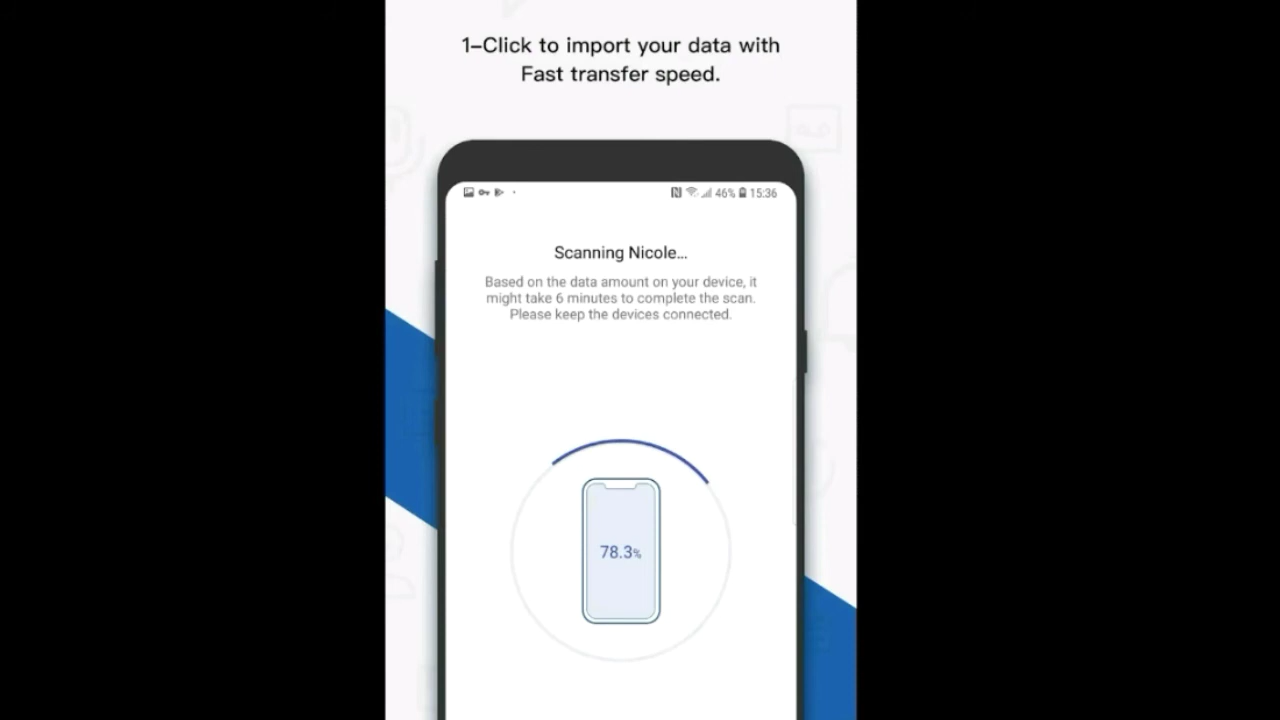 1-Click to import your data with
Fast transfer speed.
46% 15:36
Scanning Nicole...
Based on the data amount on your device, it
might take 6 minutes to complete the scan.
Please keep the devices connected.
78.3%